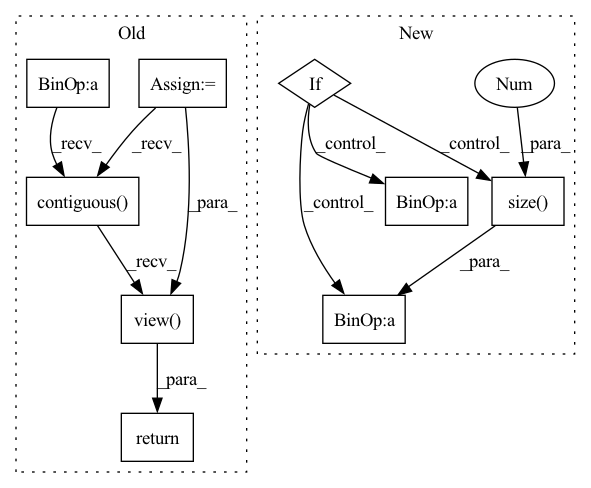 Old
New
BinOp:a
Assign:=
If
Num
_recv_
_recv_
_control_
_control_
_para_
contiguous()
_para_
_control_
BinOp:a
size()
_recv_
_para_
view()
BinOp:a
_para_
return